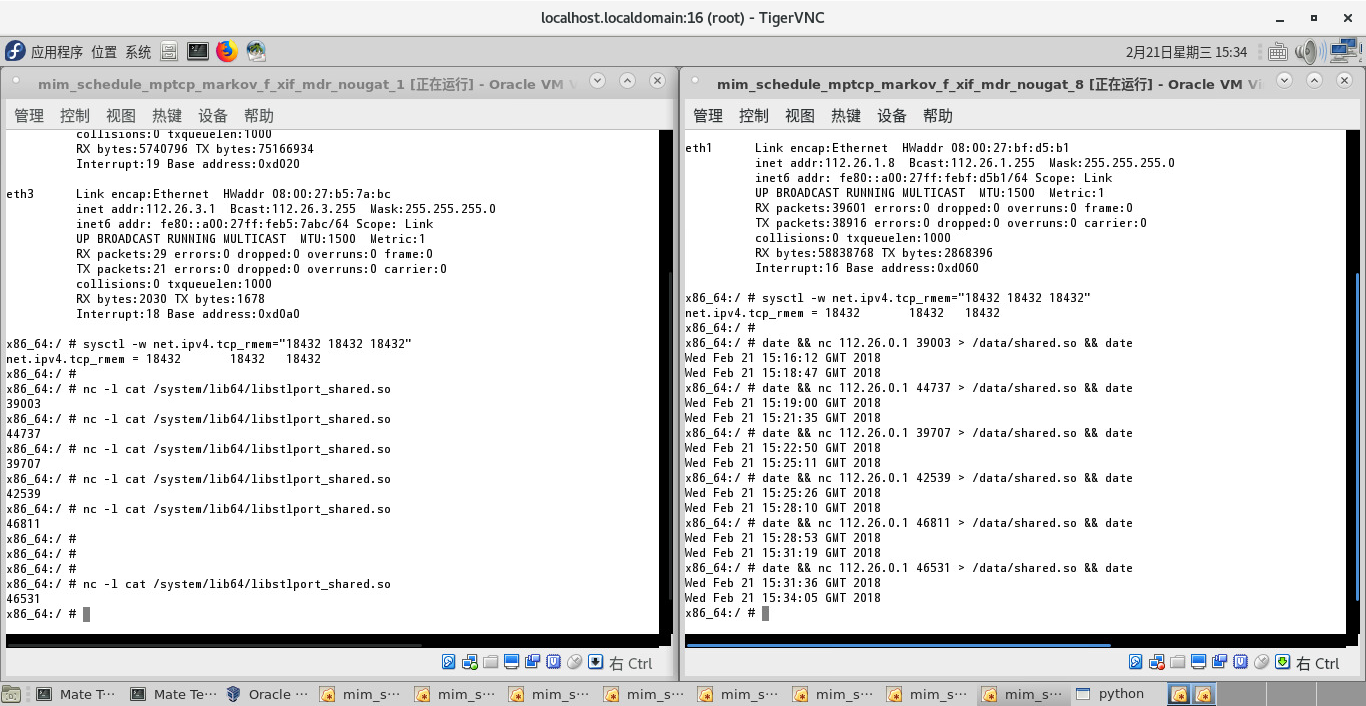 localhost.localdomain:16 (root) - TigerVNC
应用程序 位置 系统
2月21日星期三 15:34
mim_schedule_mptcp_markov_f_xif_mdr_nougat_1 [正在运行] - Oracle VM V
管理 控制 视图 热键 设备 帮助
collisions:0 txqueuelen:1000
RX bytes:5740796 TX bytes:75166934
Interrupt:19 Base address:0xd020
eth3 Link encap:Ethernet HWaddr 08:00:27:b5:7a:bc
inet addr:112.26.3.1 Bcast:112.26.3.255 Mask:255.255.255.0
inet6 addr: fe80::a00:27ff:feb5:7abc/64 Scope: Link
UP BROADCAST RUNNING MULTICAST MTU:1500 Metric:1
RX packets:29 errors:0 dropped:0 overruns:0 frame:0
TX packets:21 errors:0 dropped:0 overruns:0 carrier:0
collisions:0 txqueuelen:1000
RX bytes:2030 TX bytes:1678
Interrupt:18 Base address:0xd0a0
x86_64:/ # sysctl -w net.ipv4.tcp_rmem="18432 18432 18432"
net.ipv4.tcp_rmem = 18432 18432 18432
x86_64:/ #
x86_64:/ # nc -l cat /system/lib64/libstlport_shared.so
39003
x86_64:/ # nc -l cat /system/lib64/libstlport_shared.so
44737
x86_64:/ # nc -l cat /system/lib64/libstlport_shared.so
39707
x86_64:/ # nc -l cat /system/lib64/libstlport_shared.so
42539
x86_64:/ # nc -l cat /system/lib64/libstlport_shared.so
46811
x86_64:/ #
x86_64:/ #
x86_64:/ #
x86_64:/ # nc -l cat /system/lib64/libstlport_shared.so
46531
x86_64:/ #
右 Ctrl
mim_schedule_mptcp_markov_f_xif_mdr_nougat_8 [正在运行] - Oracle VM Vi
管理 控制 视图 热键 设备 帮助
eth1 Link encap:Ethernet HWaddr 08:00:27:bf:d5:b1
inet addr:112.26.1.8 Bcast:112.26.1.255 Mask:255.255.255.0
inet6 addr: fe80::a00:27ff:febf:d5b1/64 Scope: Link
UP BROADCAST RUNNING MULTICAST MTU:1500 Metric:1
RX packets:39601 errors:0 dropped:0 overruns:0 frame:0
TX packets:38916 errors:0 dropped:0 overruns:0 carrier:0
collisions:0 txqueuelen:1000
RX bytes:58838768 TX bytes:2868396
Interrupt:16 Base address:0xd060
x86_64:/ # sysctl -w net.ipv4.tcp_rmem="18432 18432 18432"
net.ipv4.tcp_rmem = 18432 18432 18432
x86_64:/ #
x86_64:/ # date && nc 112.26.0.1 39003 > /data/shared.so && date
Wed Feb 21 15:16:12 GMT 2018
Wed Feb 21 15:18:47 GMT 2018
x86_64:/ # date && nc 112.26.0.1 44737 > /data/shared.so && date
Wed Feb 21 15:19:00 GMT 2018
Wed Feb 21 15:21:35 GMT 2018
x86_64:/ # date && nc 112.26.0.1 39707 > /data/shared.so && date
Wed Feb 21 15:22:50 GMT 2018
Wed Feb 21 15:25:11 GMT 2018
x86_64:/ # date && nc 112.26.0.1 42539 > /data/shared.so && date
Wed Feb 21 15:25:26 GMT 2018
Wed Feb 21 15:28:10 GMT 2018
x86_64:/ # date && nc 112.26.0.1 46811 > /data/shared.so && date
Wed Feb 21 15:28:53 GMT 2018
Wed Feb 21 15:31:19 GMT 2018
x86_64:/ # date && nc 112.26.0.1 46531 > /data/shared.so && date
Wed Feb 21 15:31:36 GMT 2018
Wed Feb 21 15:34:05 GMT 2018
x86_64:/ #
右 Ctrl
Mate T··· Mate Te··· Oracle ··· mim_s··· mim_s··· mim_s··· mim_s··· mim_s··· mim_s··· mim_s··· mim_s··· python